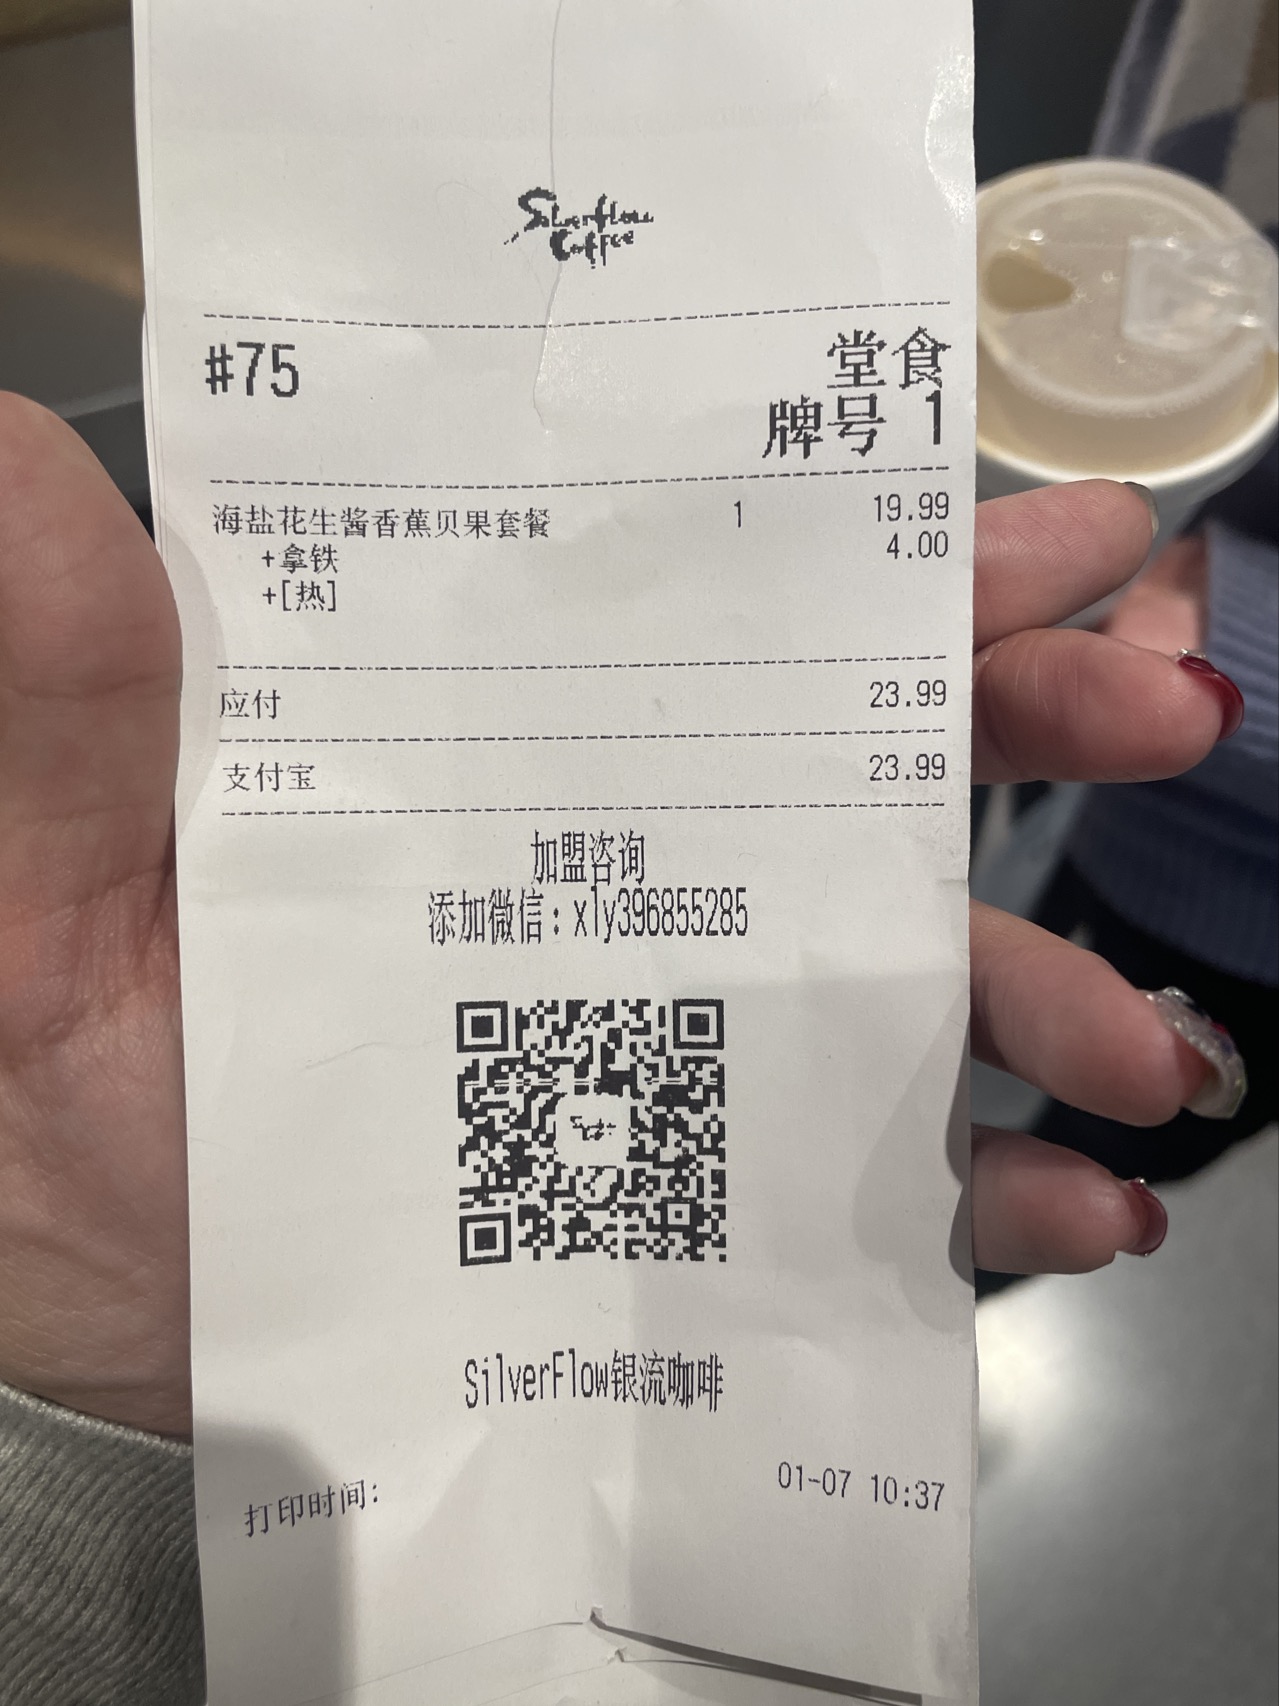 Silverflow
Coffee
#75
堂食
牌号 1
海盐花生酱香蕉贝果套餐 1 19.99
+拿铁 4.00
+[热]
应付 23.99
支付宝 23.99
加盟咨询
添加微信：xly396855285
SilverFlow银流咖啡
打印时间: 01-07 10:37